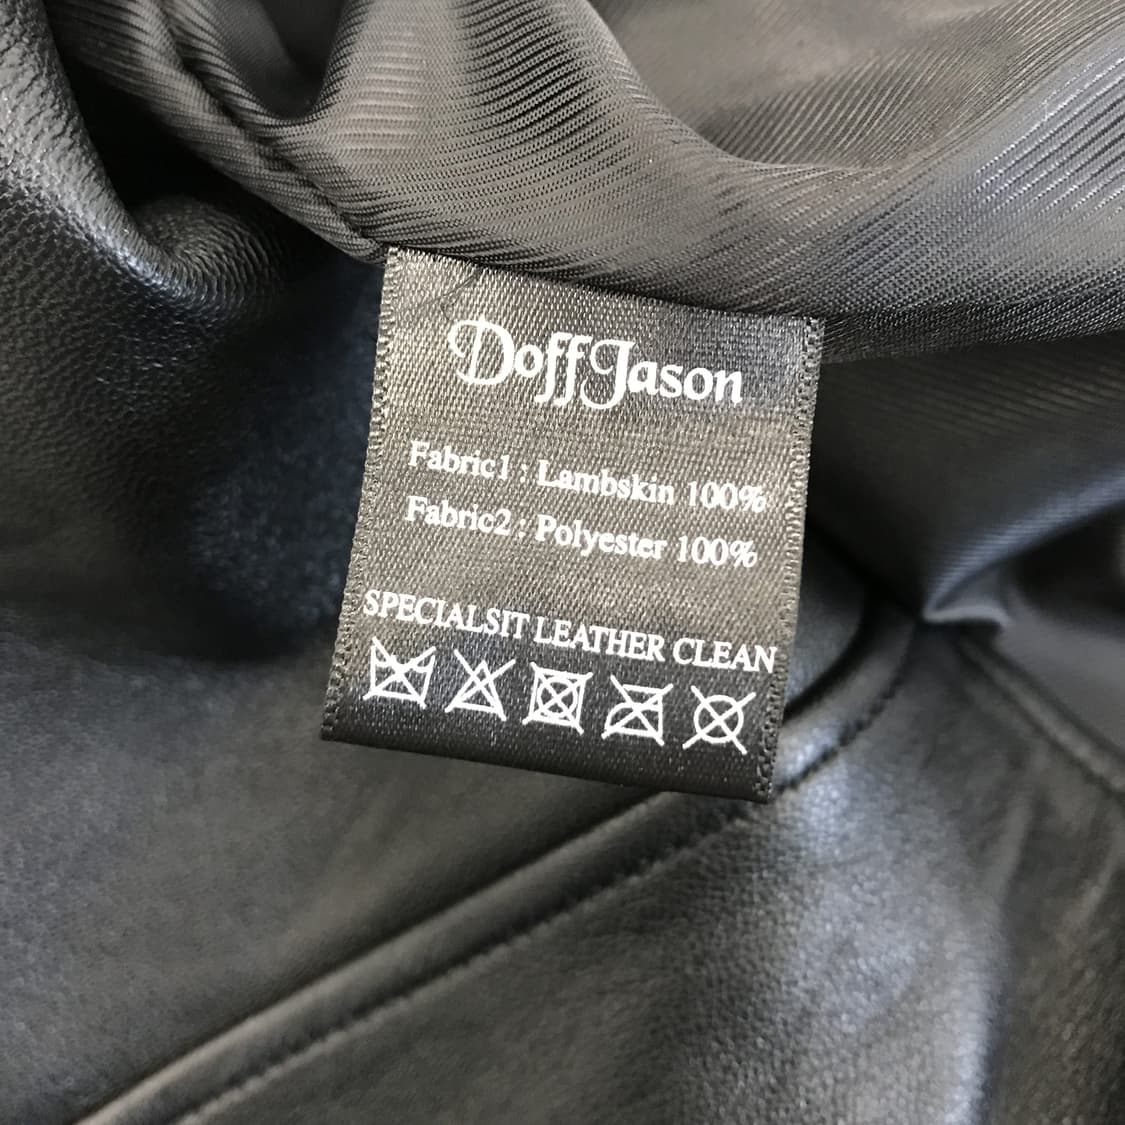 DoffJason
Fabric1 : Lambskin 100%
Fabric2 : Polyester 100%
SPECIALSIT LEATHER CLEAN